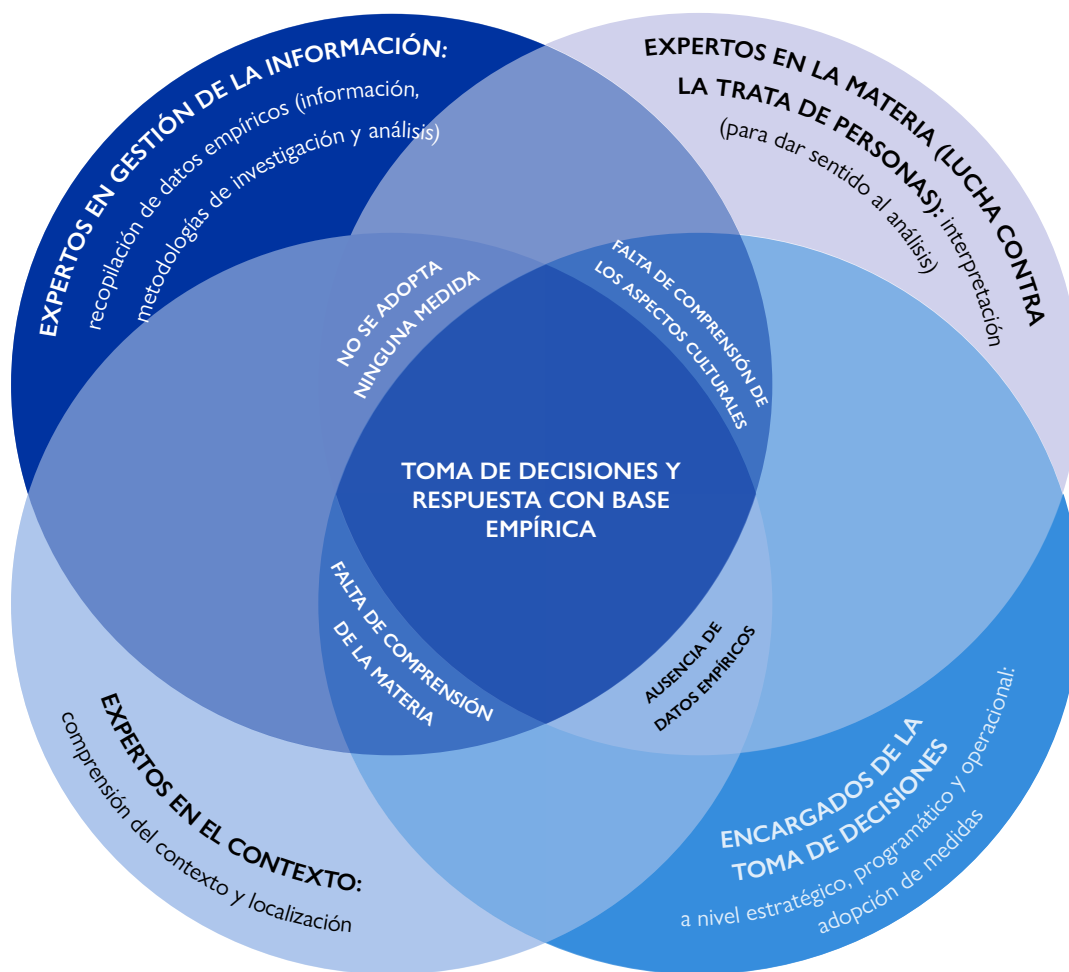 EXPERTOS EN GESTIÓN DE LA INFORMACIÓN:
recopilación de datos empíricos (información,
metodologías de investigación y análisis)
EXPERTOS EN LA MATERIA (LUCHA CONTRA
LA TRATA DE PERSONAS): interpretación
(para dar sentido al análisis)
NO SE ADOPTA
NINGUNA MEDIDA
FALTA DE COMPRENSIÓN DE
LOS ASPECTOS CULTURALES
TOMA DE DECISIONES Y
RESPUESTA CON BASE
EMPÍRICA
FALTA DE COMPRENSIÓN
DE LA MATERIA
AUSENCIA DE
DATOS EMPÍRICOS
EXPERTOS EN EL CONTEXTO:
comprensión del contexto y localización
ENCARGADOS DE LA
TOMA DE DECISIONES
a nivel estratégico, programático y operacional:
adopción de medidas